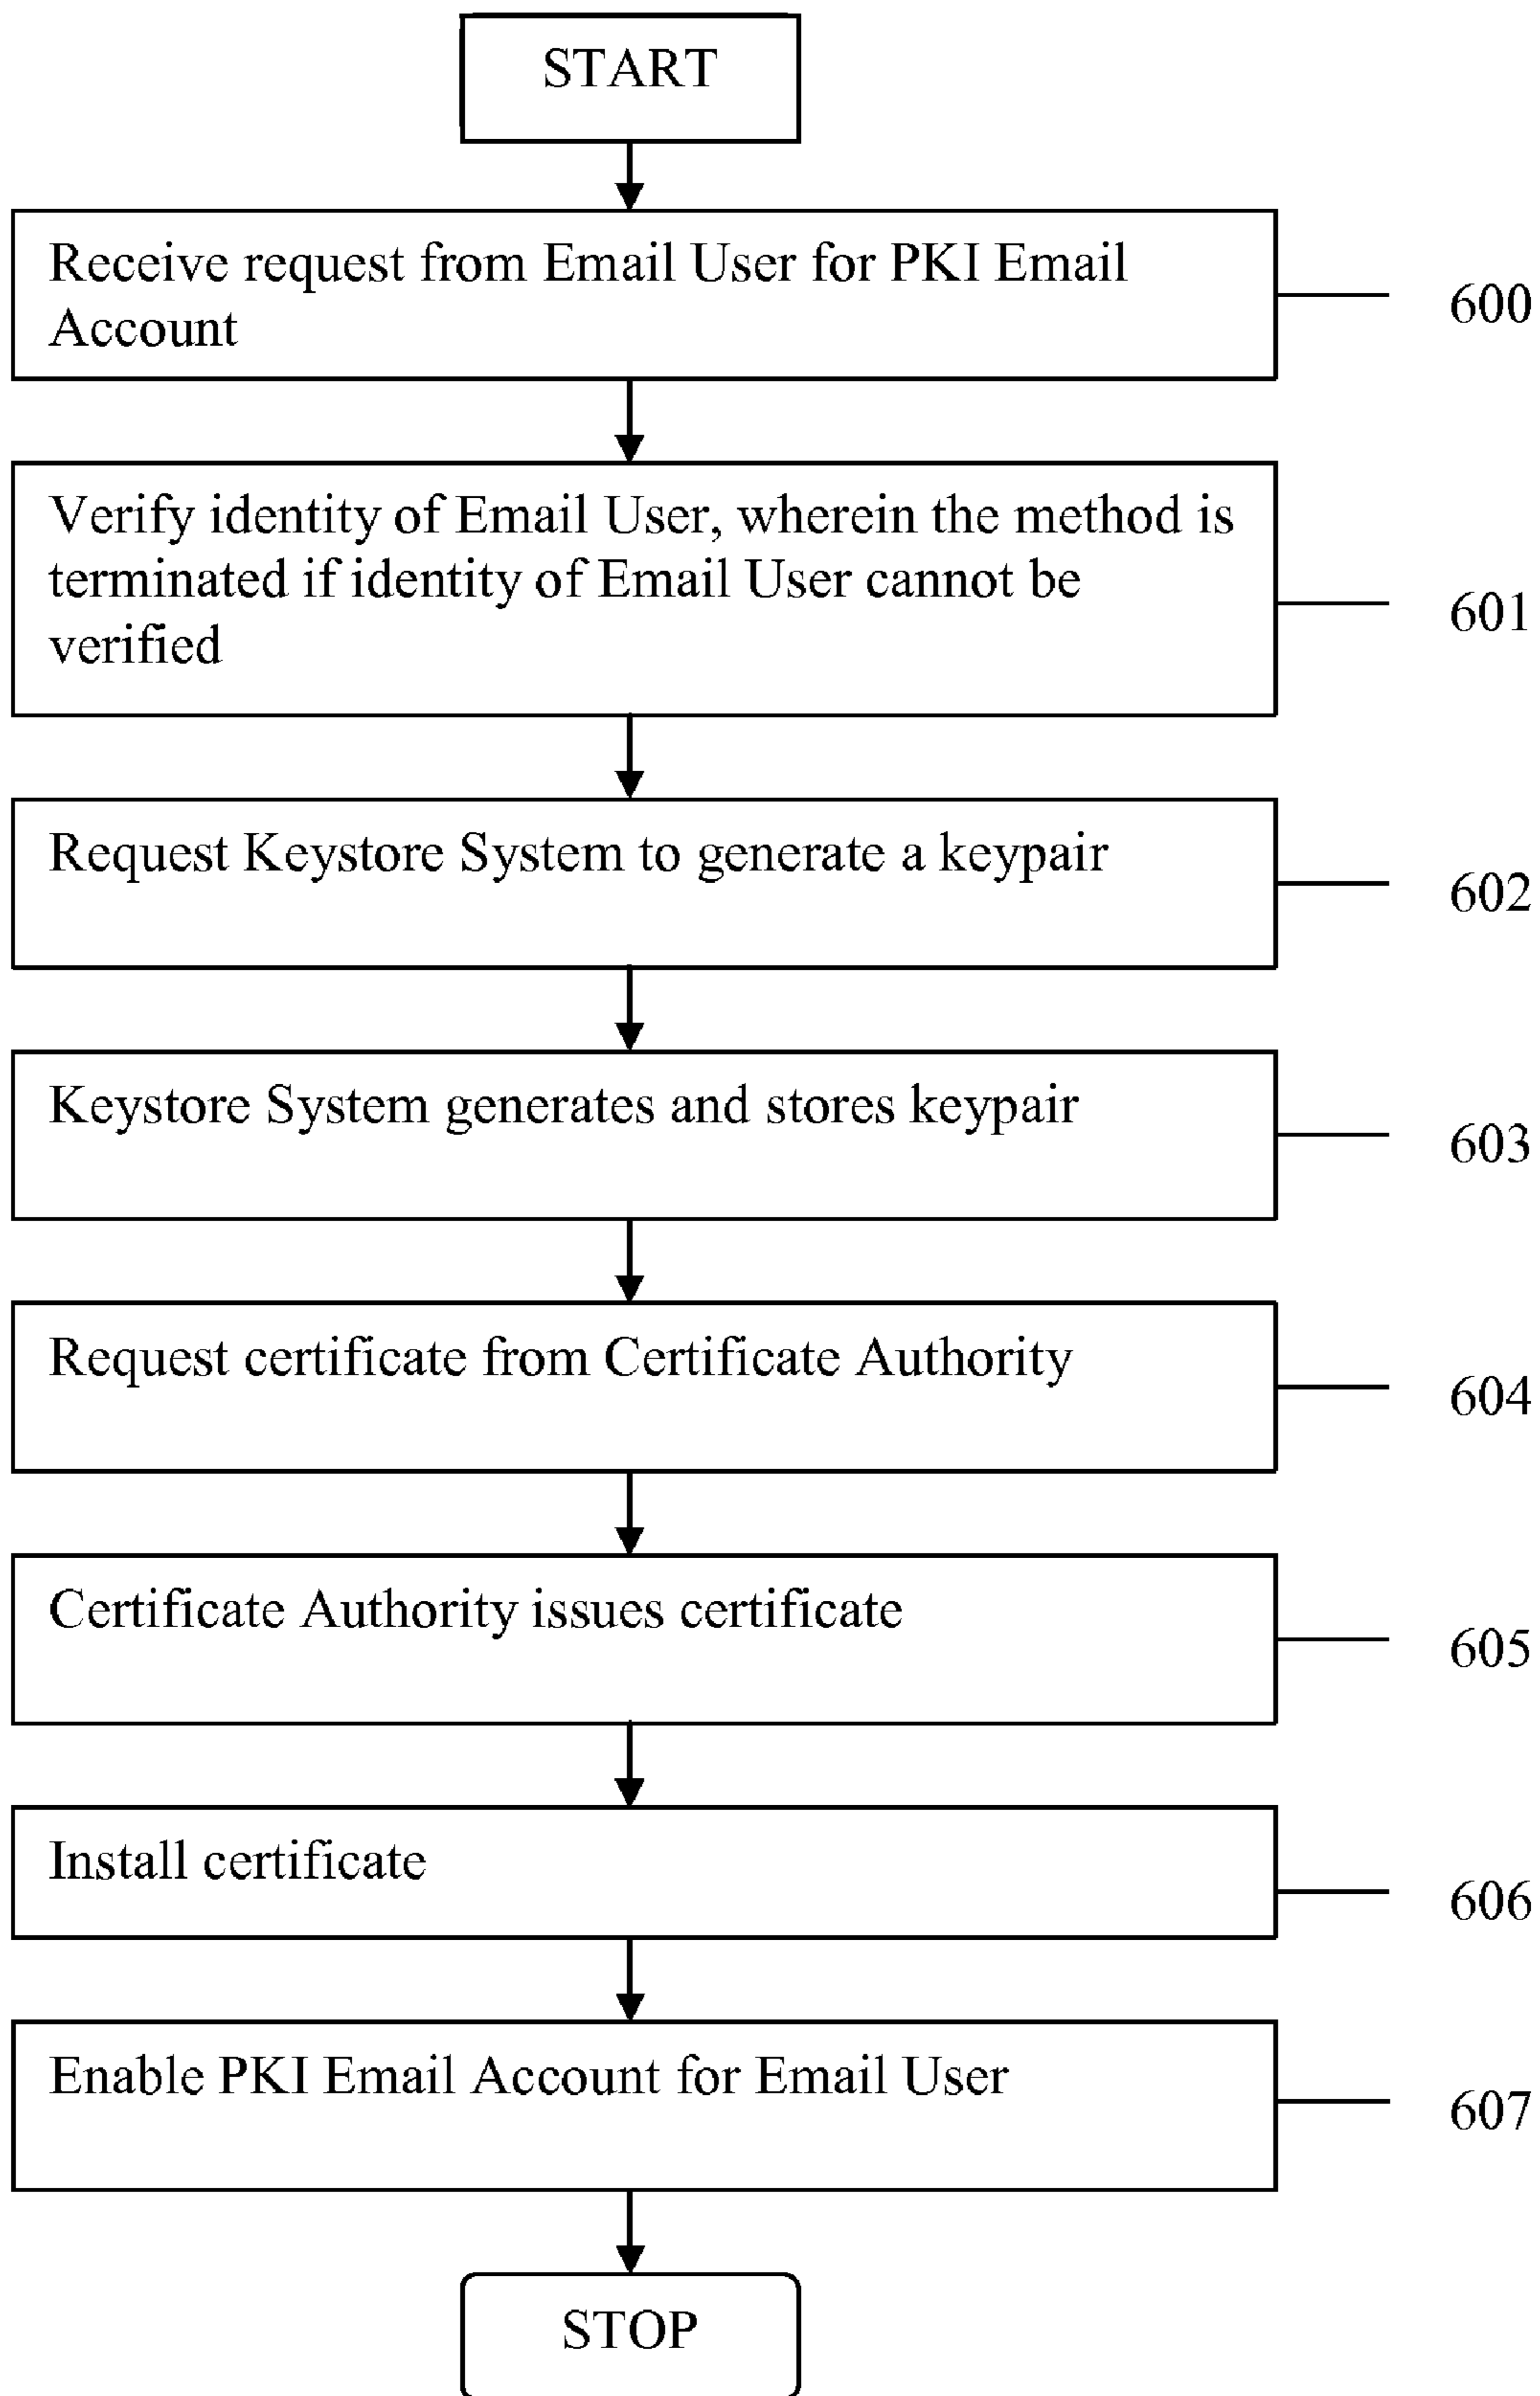 START
Receive request from Email User for PKI Email
Account
600
Verify identity of Email User, wherein the method is
terminated if identity of Email User cannot be
verified
601
Request Keystore System to generate a keypair
602
Keystore System generates and stores keypair
603
Request certificate from Certificate Authority
604
Certificate Authority issues certificate
605
Install certificate
606
Enable PKI Email Account for Email User
607
STOP